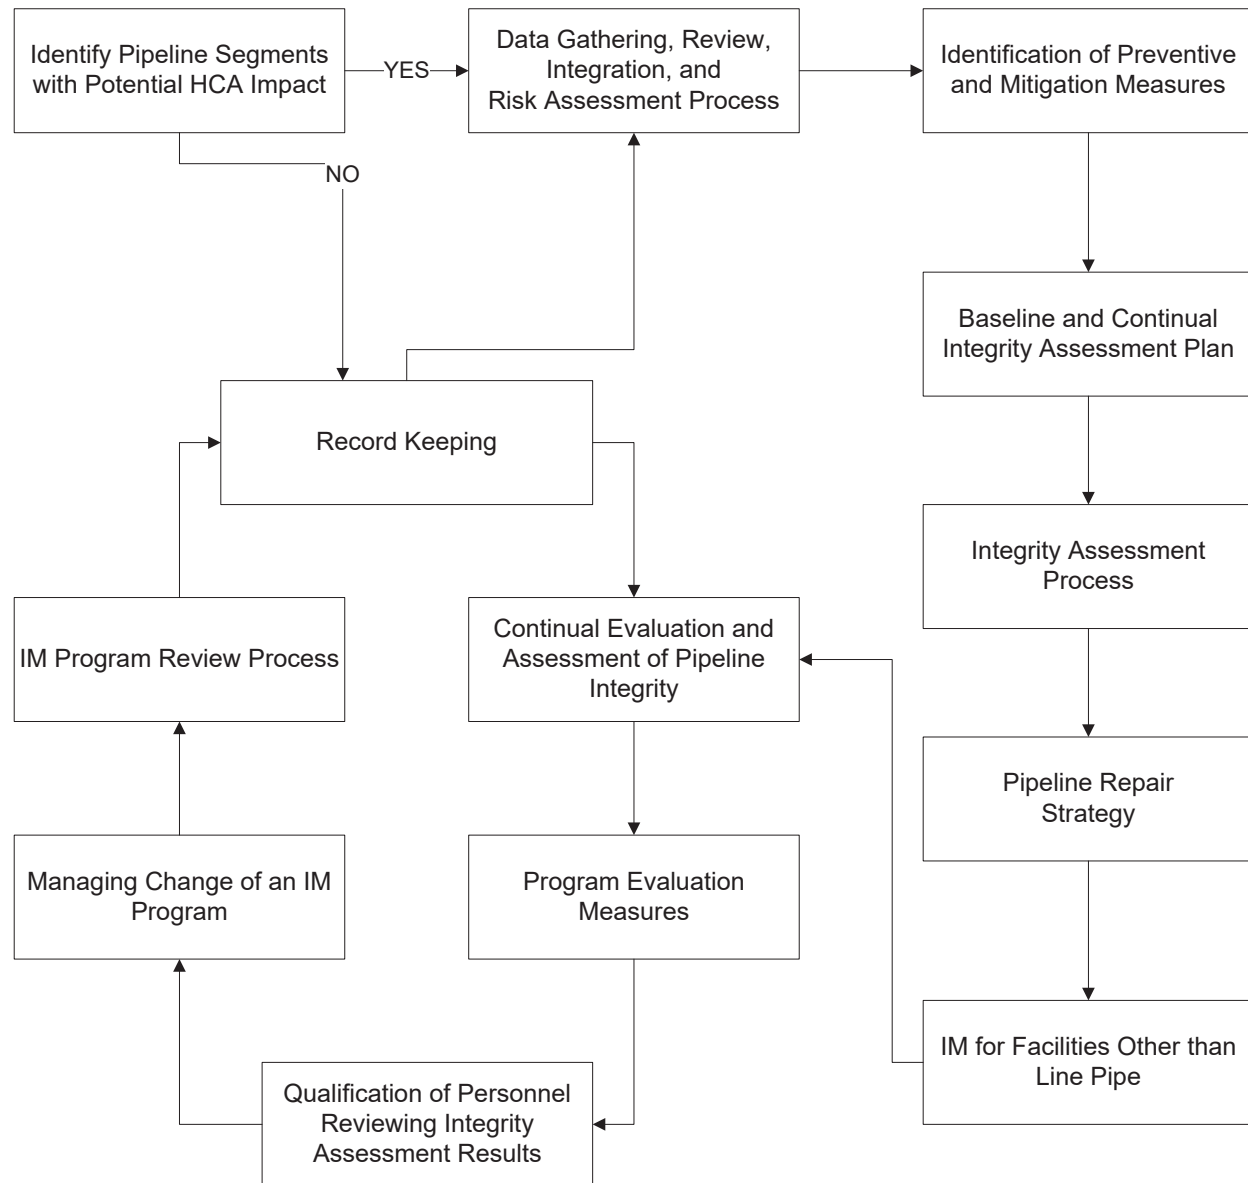 Identify Pipeline Segments
with Potential HCA Impact
YES
Data Gathering, Review,
Integration, and
Risk Assessment Process
Identification of Preventive
and Mitigation Measures
NO
Baseline and Continual
Integrity Assessment Plan
Record Keeping
Integrity Assessment
Process
IM Program Review Process
Continual Evaluation and
Assessment of Pipeline
Integrity
Pipeline Repair
Strategy
Managing Change of an IM
Program
Program Evaluation
Measures
IM for Facilities Other than
Line Pipe
Qualification of Personnel
Reviewing Integrity
Assessment Results